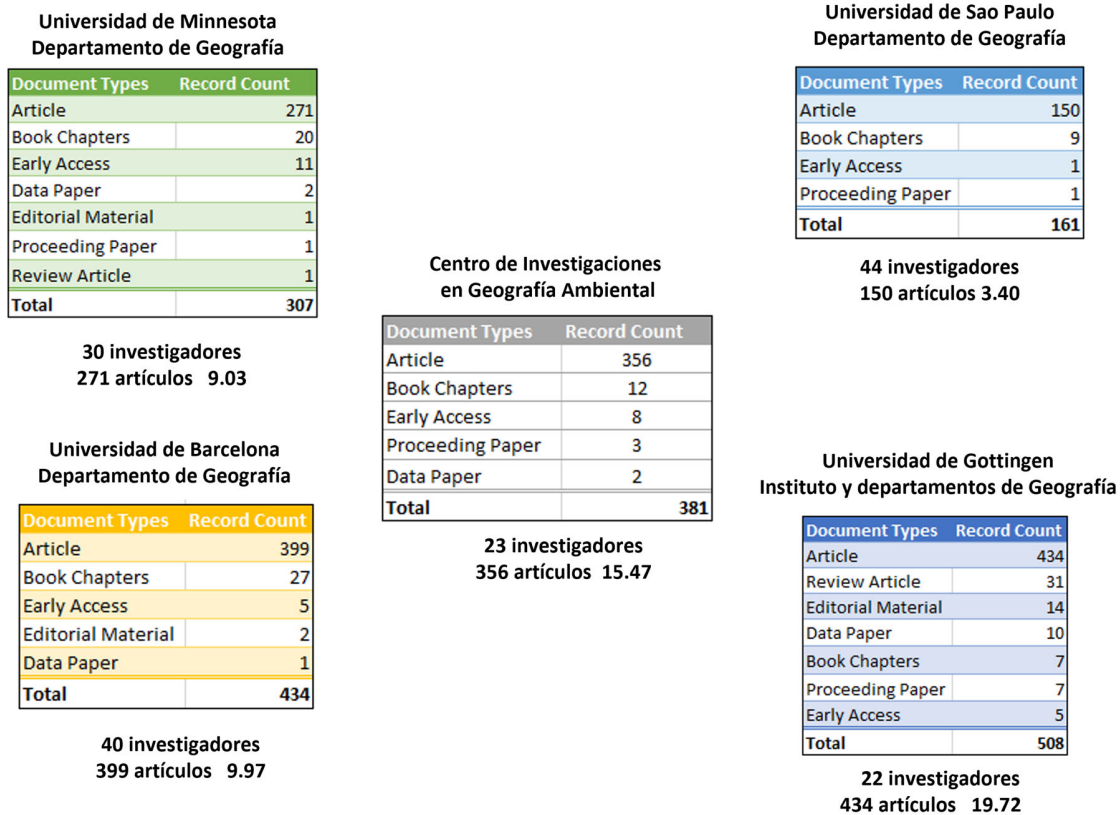 Universidad de Minnesota
Departamento de Geografía
Document Types Record Count
Article 271
Book Chapters 20
Early Access 11
Data Paper 2
Editorial Material 1
Proceeding Paper 1
Review Article 1
Total 307
30 investigadores
271 artículos 9.03
Universidad de Sao Paulo
Departamento de Geografía
Document Types Record Count
Article 150
Book Chapters 9
Early Access 1
Proceeding Paper 1
Total 161
44 investigadores
150 artículos 3.40
Centro de Investigaciones
en Geografía Ambiental
Document Types Record Count
Article 356
Book Chapters 12
Early Access 8
Proceeding Paper 3
Data Paper 2
Total 381
23 investigadores
356 artículos 15.47
Universidad de Barcelona
Departamento de Geografía
Document Types Record Count
Article 399
Book Chapters 27
Early Access 5
Editorial Material 2
Data Paper 1
Total 434
40 investigadores
399 artículos 9.97
Universidad de Gottingen
Instituto y departamentos de Geografía
Document Types Record Count
Article 434
Review Article 31
Editorial Material 14
Data Paper 10
Book Chapters 7
Proceeding Paper 7
Early Access 5
Total 508
22 investigadores
434 artículos 19.72